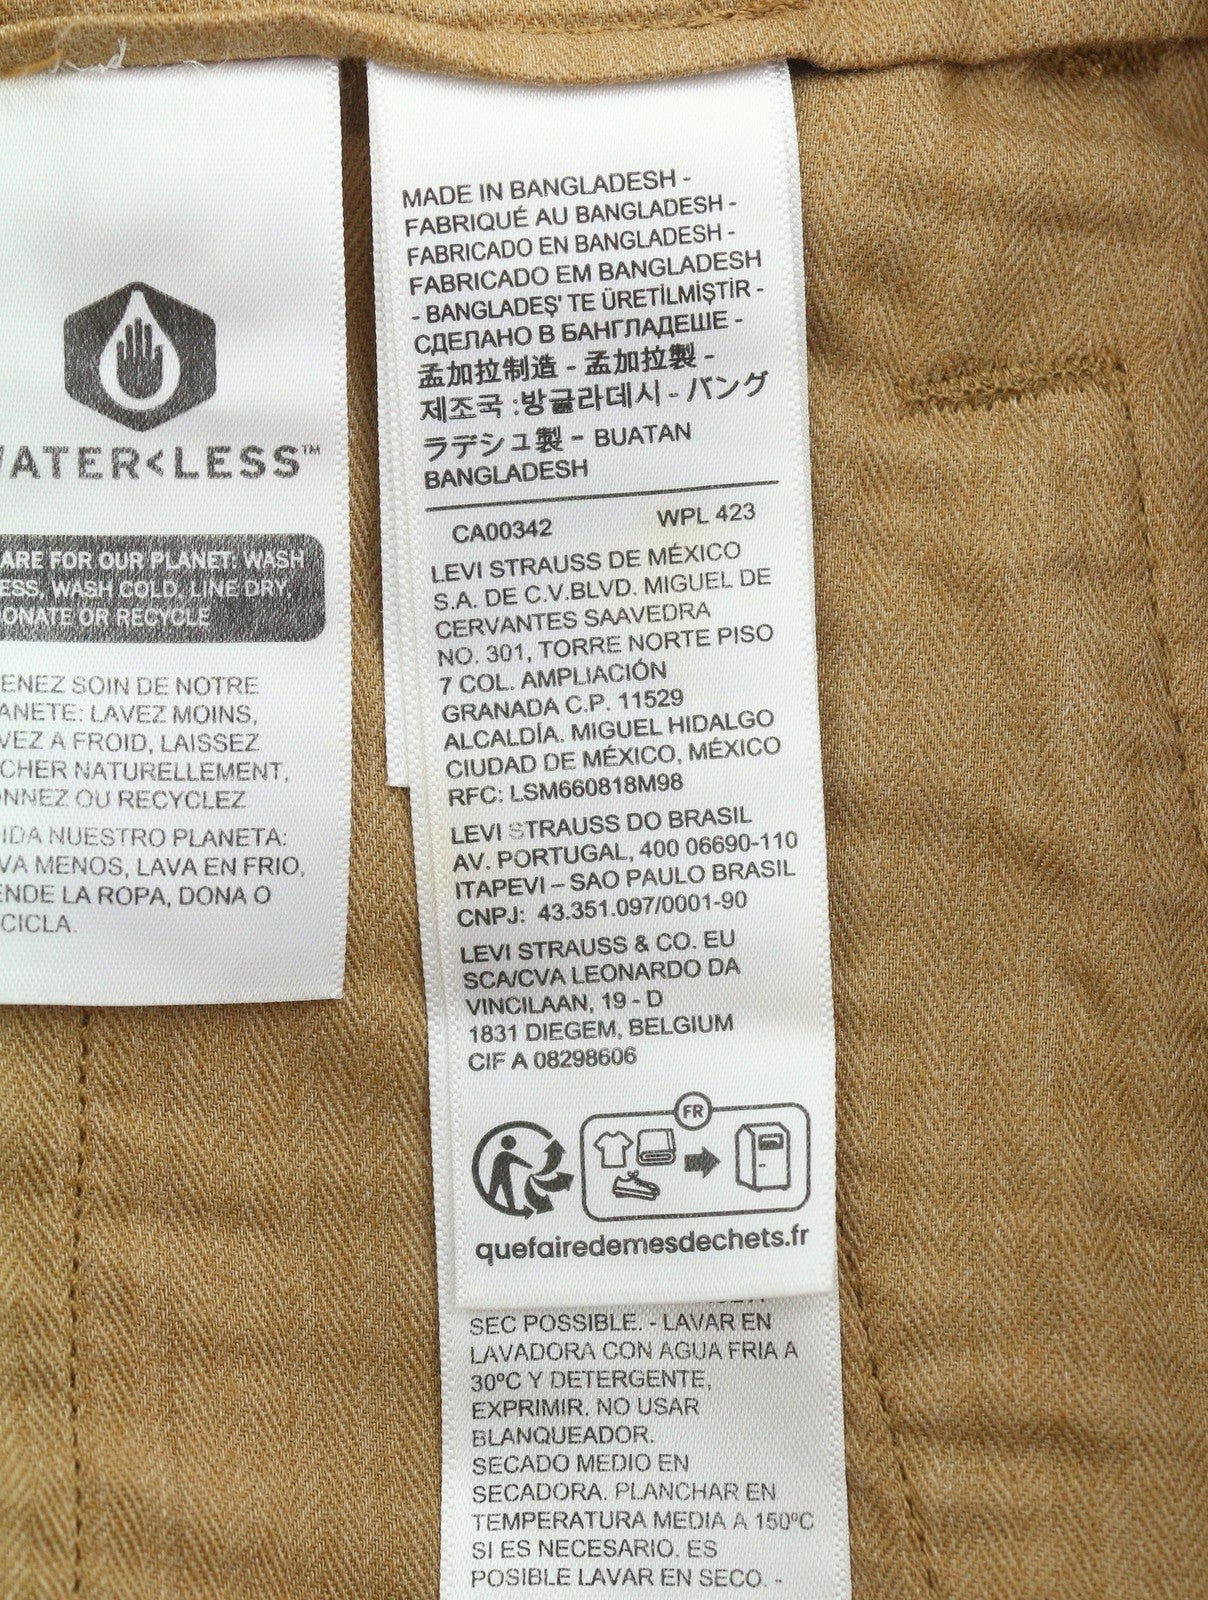 WATER<LESS™
CARE FOR OUR PLANET: WASH
LESS, WASH COLD, LINE DRY,
DONATE OR RECYCLE
ENEZ SOIN DE NOTRE
ANETE: LAVEZ MOINS,
VEZ A FROID, LAISSEZ
CHER NATURELLEMENT,
NNEZ OU RECYCLEZ
IDA NUESTRO PLANETA:
VA MENOS, LAVA EN FRIO,
ENDE LA ROPA, DONA O
CICLA.
MADE IN BANGLADESH -
FABRIQUÉ AU BANGLADESH -
FABRICADO EN BANGLADESH -
FABRICADO EM BANGLADESH
- BANGLADEŞ' TE ÜRETİLMİŞTİR -
СДЕЛАНО В БАНГЛАДЕШЕ -
孟加拉制造 - 孟加拉製 -
제조국 :방글라데시 - バング
ラデシュ製 - BUATAN
BANGLADESH
CA00342 WPL 423
LEVI STRAUSS DE MÉXICO
S.A. DE C.V.BLVD. MIGUEL DE
CERVANTES SAAVEDRA
NO. 301, TORRE NORTE PISO
7 COL. AMPLIACIÓN
GRANADA C.P. 11529
ALCALDÍA. MIGUEL HIDALGO
CIUDAD DE MÉXICO, MÉXICO
RFC: LSM660818M98
LEVI STRAUSS DO BRASIL
AV. PORTUGAL, 400 06690-110
ITAPEVI – SAO PAULO BRASIL
CNPJ: 43.351.097/0001-90
LEVI STRAUSS & CO. EU
SCA/CVA LEONARDO DA
VINCILAAN, 19 - D
1831 DIEGEM, BELGIUM
CIF A 08298606
FR
quefairedemesdechets.fr
SEC POSSIBLE. - LAVAR EN
LAVADORA CON AGUA FRIA A
30ºC Y DETERGENTE,
EXPRIMIR. NO USAR
BLANQUEADOR.
SECADO MEDIO EN
SECADORA. PLANCHAR EN
TEMPERATURA MEDIA A 150ºC
SI ES NECESARIO. ES
POSIBLE LAVAR EN SECO. -